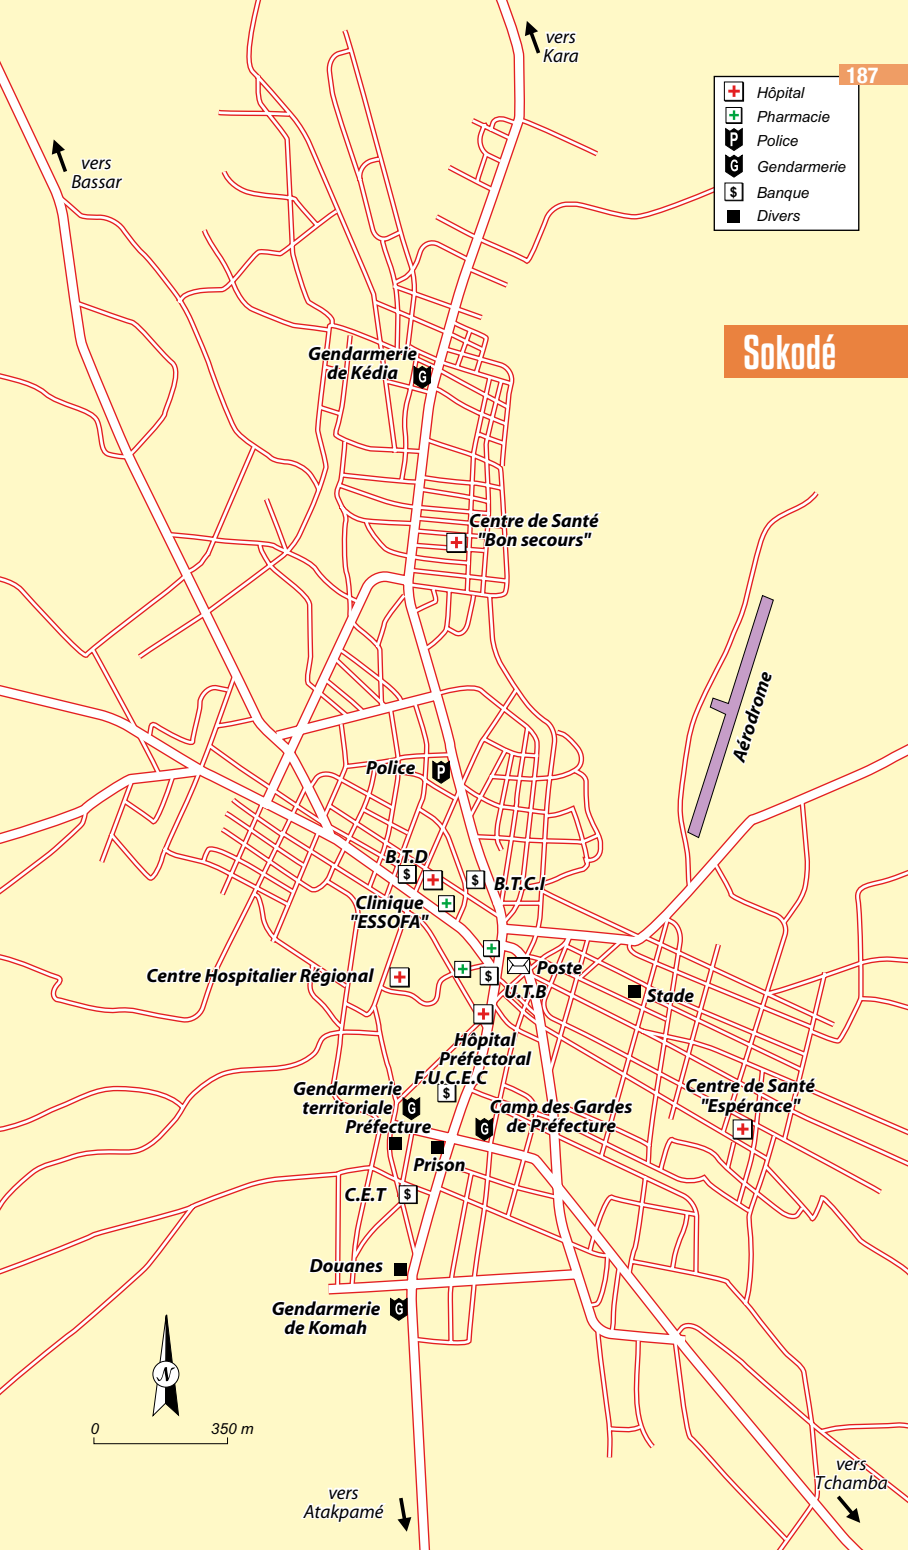 vers
Kara
187
Hôpital
Pharmacie
P
Police
G
Gendarmerie
$
Banque
Divers
vers
Bassar
Sokodé
Gendarmerie
de Kédia
G
Centre de Santé
"Bon secours"
Aérodrome
Police
P
B.T.D
$
$
B.T.C.I
Clinique
"ESSOFA"
Poste
Centre Hospitalier Régional
$
U.T.B
Stade
Hôpital
Préfectoral
F.U.C.E.C
$
Gendarmerie
territoriale
G
Préfecture
Camp des Gardes
de Préfecture
G
Centre de Santé
"Espérance"
Prison
C.E.T
$
Douanes
Gendarmerie
de Komah
G
N
0
350 m
vers
Atakpamé
vers
Tchamba